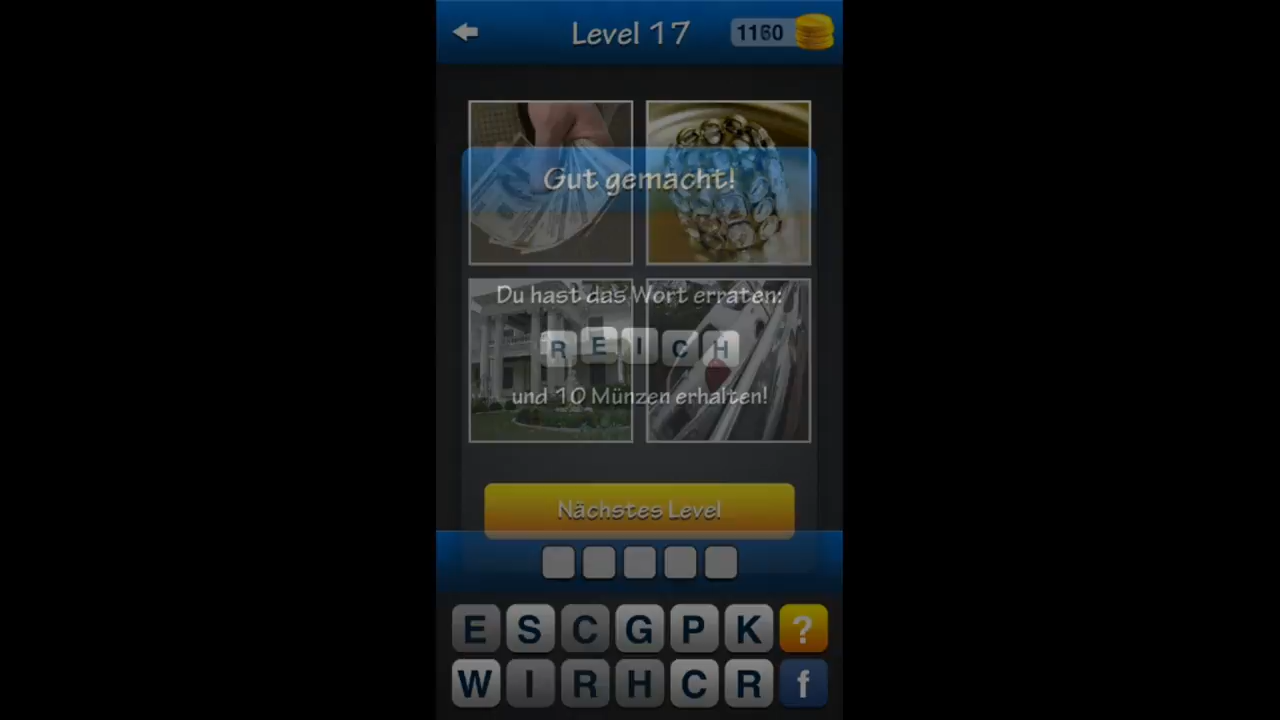 Level 17
1160
Gut gemacht!
Du hast das Wort erraten:
REICH
und 10 Münzen erhalten!
Nächstes Level
E S C G P K ?
W I R H C R f